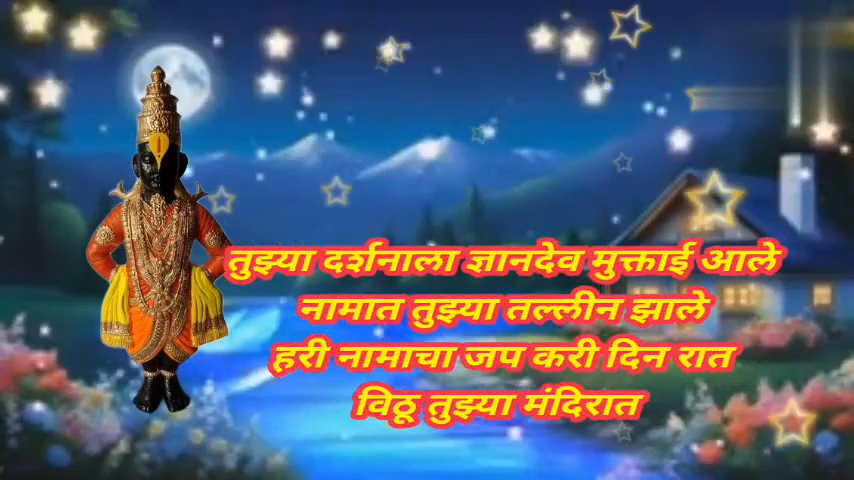 तुझ्या दर्शनाला ज्ञानदेव मुक्ताई आले
नामात तुझ्या तल्लीन झाले
हरी नामाचा जप करी दिन रात
विठू तुझ्या मंदिरात